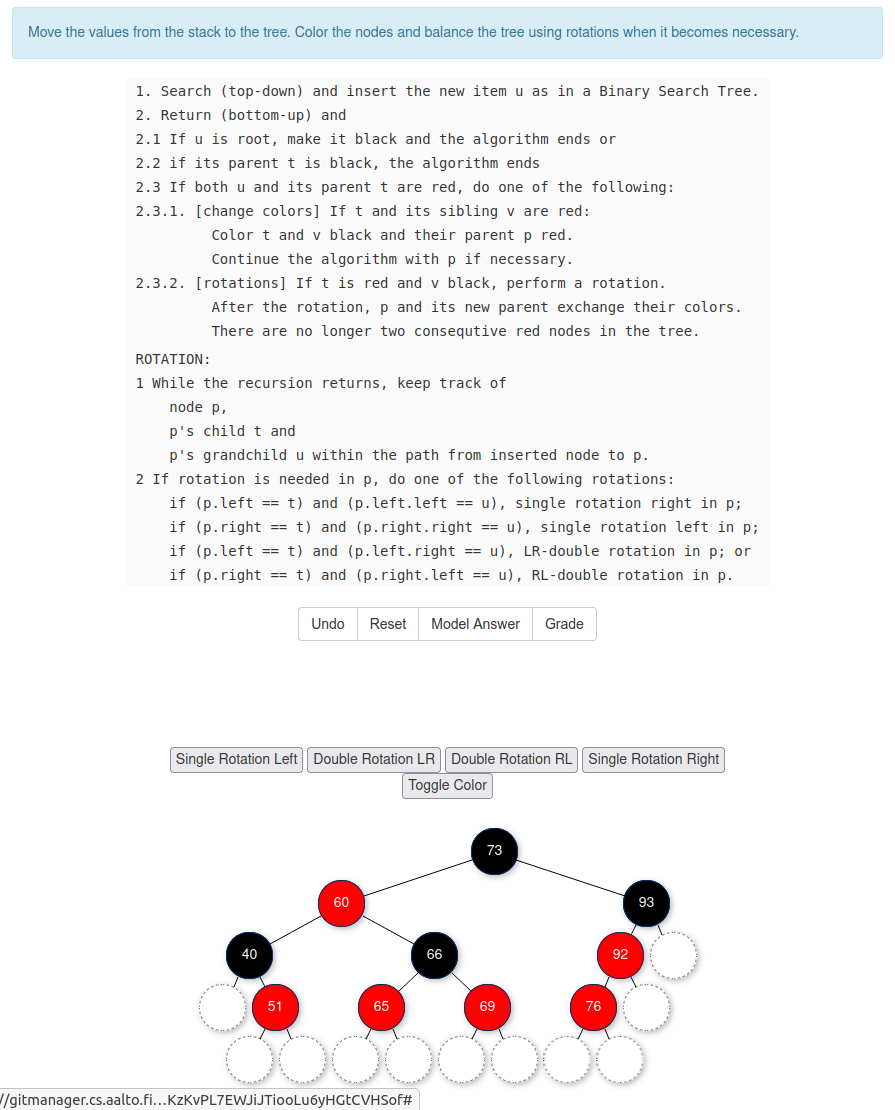 Move the values from the stack to the tree. Color the nodes and balance the tree using rotations when it becomes necessary.
1. Search (top-down) and insert the new item u as in a Binary Search Tree.
2. Return (bottom-up) and
2.1 If u is root, make it black and the algorithm ends or
2.2 if its parent t is black, the algorithm ends
2.3 If both u and its parent t are red, do one of the following:
2.3.1. [change colors] If t and its sibling v are red:
Color t and v black and their parent p red.
Continue the algorithm with p if necessary.
2.3.2. [rotations] If t is red and v black, perform a rotation.
After the rotation, p and its new parent exchange their colors.
There are no longer two consequtive red nodes in the tree.
ROTATION:
1 While the recursion returns, keep track of
node p,
p's child t and
p's grandchild u within the path from inserted node to p.
2 If rotation is needed in p, do one of the following rotations:
if (p.left == t) and (p.left.left == u), single rotation right in p;
if (p.right == t) and (p.right.right == u), single rotation left in p;
if (p.left == t) and (p.left.right == u), LR-double rotation in p; or
if (p.right == t) and (p.right.left == u), RL-double rotation in p.
Undo Reset Model Answer Grade
Single Rotation Left Double Rotation LR Double Rotation RL Single Rotation Right
Toggle Color
73
60 93
40 66 92
51 65 69 76
//gitmanager.cs.aalto.fi...KzKvPL7EWJiJTiooLu6yHGtCVHSof#